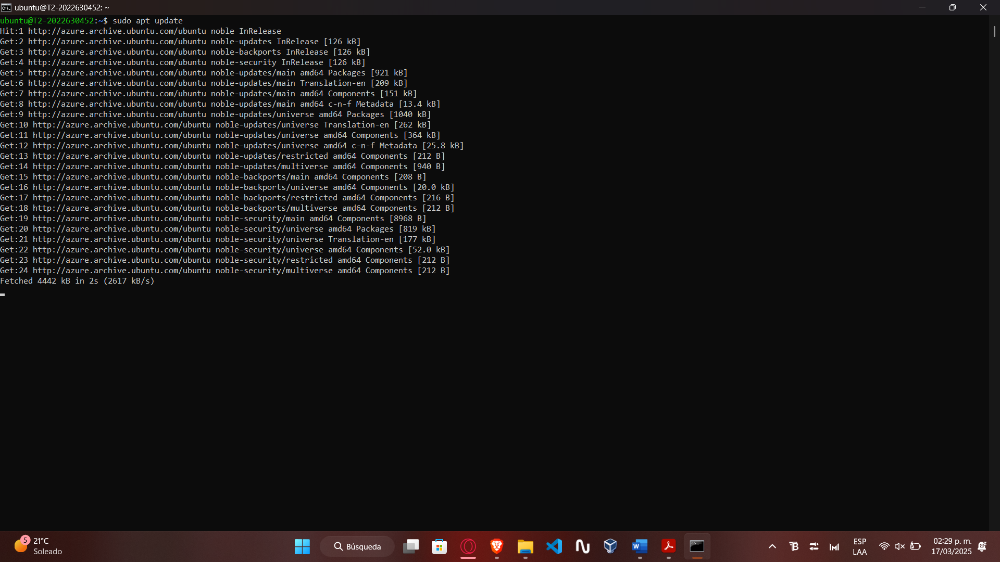 ubuntu@T2-2022630452: ~
ubuntu@T2-2022630452:~$ sudo apt update
Hit:1 http://azure.archive.ubuntu.com/ubuntu noble InRelease
Get:2 http://azure.archive.ubuntu.com/ubuntu noble-updates InRelease [126 kB]
Get:3 http://azure.archive.ubuntu.com/ubuntu noble-backports InRelease [126 kB]
Get:4 http://azure.archive.ubuntu.com/ubuntu noble-security InRelease [126 kB]
Get:5 http://azure.archive.ubuntu.com/ubuntu noble-updates/main amd64 Packages [921 kB]
Get:6 http://azure.archive.ubuntu.com/ubuntu noble-updates/main Translation-en [209 kB]
Get:7 http://azure.archive.ubuntu.com/ubuntu noble-updates/main amd64 Components [151 kB]
Get:8 http://azure.archive.ubuntu.com/ubuntu noble-updates/main amd64 c-n-f Metadata [13.4 kB]
Get:9 http://azure.archive.ubuntu.com/ubuntu noble-updates/universe amd64 Packages [1040 kB]
Get:10 http://azure.archive.ubuntu.com/ubuntu noble-updates/universe Translation-en [262 kB]
Get:11 http://azure.archive.ubuntu.com/ubuntu noble-updates/universe amd64 Components [364 kB]
Get:12 http://azure.archive.ubuntu.com/ubuntu noble-updates/universe amd64 c-n-f Metadata [25.8 kB]
Get:13 http://azure.archive.ubuntu.com/ubuntu noble-updates/restricted amd64 Components [212 B]
Get:14 http://azure.archive.ubuntu.com/ubuntu noble-updates/multiverse amd64 Components [940 B]
Get:15 http://azure.archive.ubuntu.com/ubuntu noble-backports/main amd64 Components [208 B]
Get:16 http://azure.archive.ubuntu.com/ubuntu noble-backports/universe amd64 Components [20.0 kB]
Get:17 http://azure.archive.ubuntu.com/ubuntu noble-backports/restricted amd64 Components [216 B]
Get:18 http://azure.archive.ubuntu.com/ubuntu noble-backports/multiverse amd64 Components [212 B]
Get:19 http://azure.archive.ubuntu.com/ubuntu noble-security/main amd64 Components [8968 B]
Get:20 http://azure.archive.ubuntu.com/ubuntu noble-security/universe amd64 Packages [819 kB]
Get:21 http://azure.archive.ubuntu.com/ubuntu noble-security/universe Translation-en [177 kB]
Get:22 http://azure.archive.ubuntu.com/ubuntu noble-security/universe amd64 Components [52.0 kB]
Get:23 http://azure.archive.ubuntu.com/ubuntu noble-security/restricted amd64 Components [212 B]
Get:24 http://azure.archive.ubuntu.com/ubuntu noble-security/multiverse amd64 Components [212 B]
Fetched 4442 kB in 2s (2617 kB/s)
5
21°C
Soleado
Búsqueda
ESP
LAA
02:29 p. m.
17/03/2025